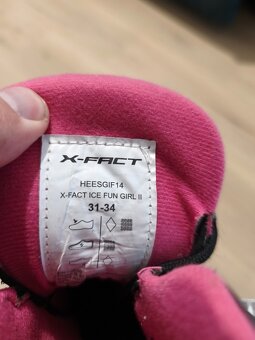 X-FACT
HEESGIF14
X-FACT ICE FUN GIRL II
31-34